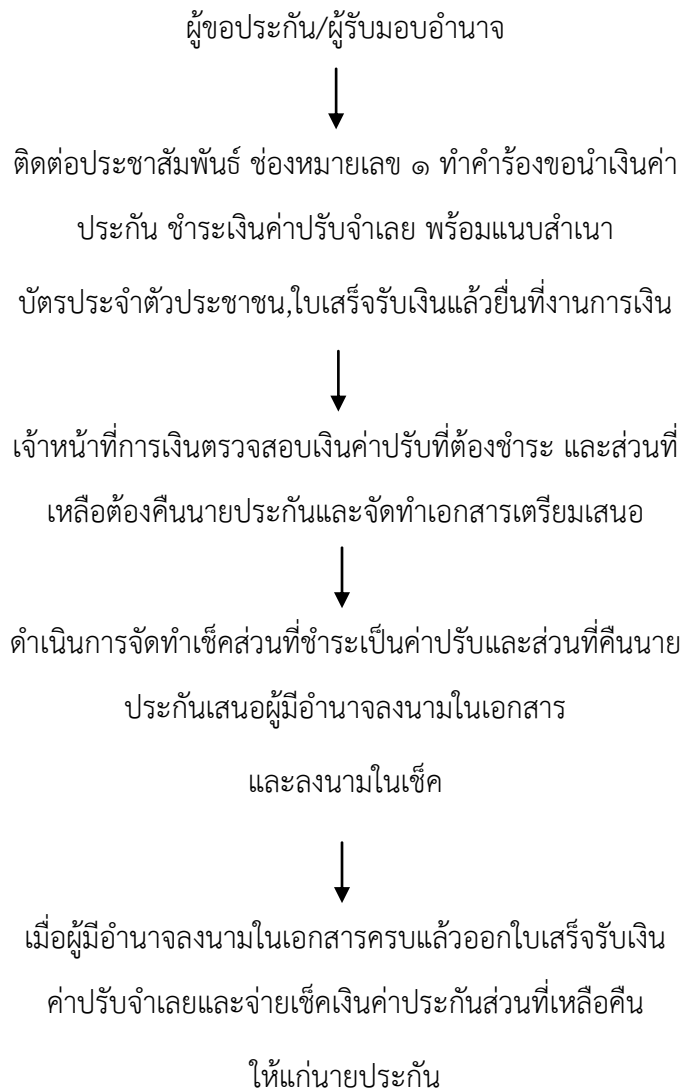 ผู้ขอประกัน/ผู้รับมอบอำนาจ
ติดต่อประชาสัมพันธ์ ช่องหมายเลข ๑ ทำคำร้องขอนำเงินค่า
ประกัน ชำระเงินค่าปรับจำเลย พร้อมแนบสำเนา
บัตรประจำตัวประชาชน,ใบเสร็จรับเงินแล้วยื่นที่งานการเงิน
เจ้าหน้าที่การเงินตรวจสอบเงินค่าปรับที่ต้องชำระ และส่วนที่
เหลือต้องคืนนายประกันและจัดทำเอกสารเตรียมเสนอ
ดำเนินการจัดทำเช็คส่วนที่ชำระเป็นค่าปรับและส่วนที่คืนนาย
ประกันเสนอผู้มีอำนาจลงนามในเอกสาร
และลงนามในเช็ค
เมื่อผู้มีอำนาจลงนามในเอกสารครบแล้วออกใบเสร็จรับเงิน
ค่าปรับจำเลยและจ่ายเช็คเงินค่าประกันส่วนที่เหลือคืน
ให้แก่นายประกัน